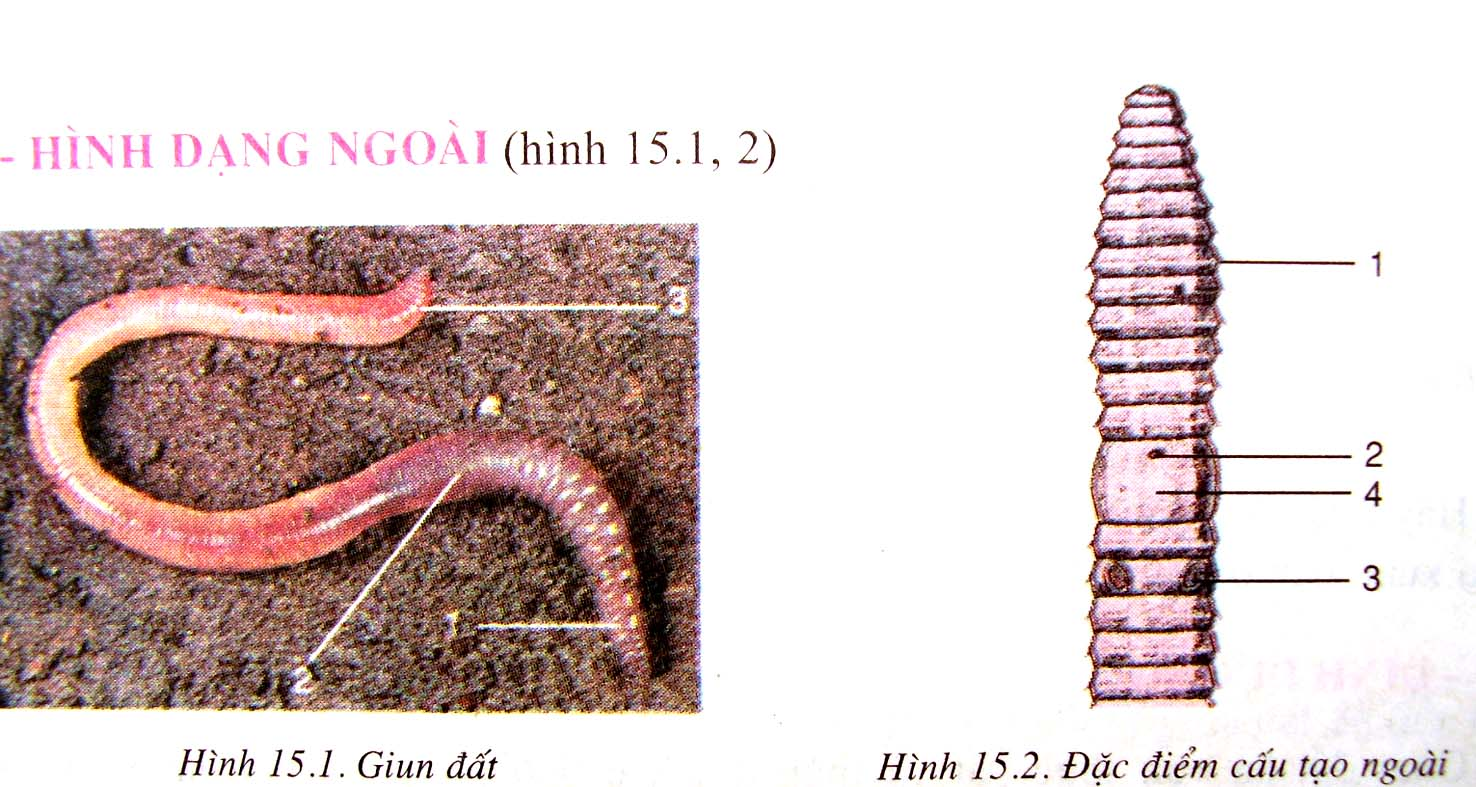 - HÌNH DẠNG NGOÀI (hình 15.1, 2)
3
2
1
Hình 15.1. Giun đất
1
2
4
3
Hình 15.2. Đặc điểm cấu tạo ngoài